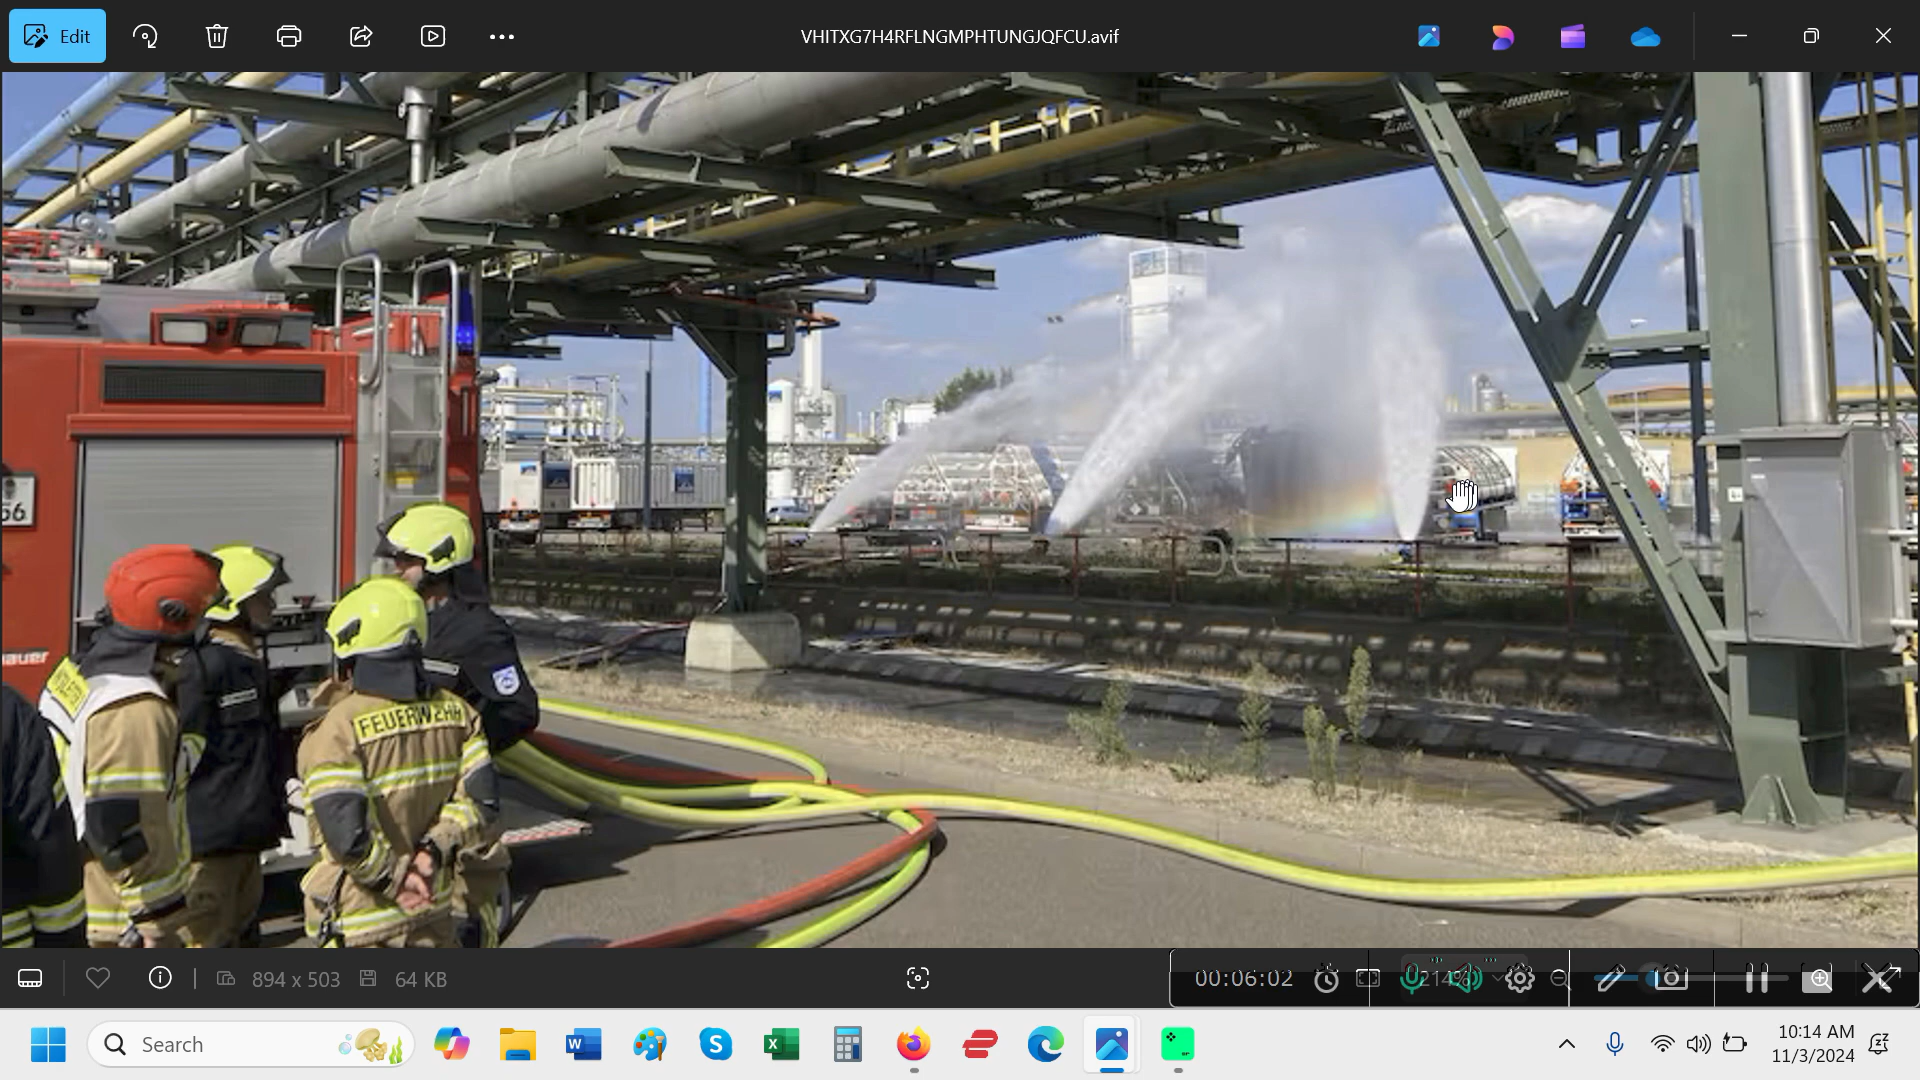 Edit
VHITXG7H4RFLNGMPHTUNGJQFCU.avif
56
FEUERWEHR
894 x 503
64 KB
00:06:02
214%
Search
10:14 AM
11/3/2024